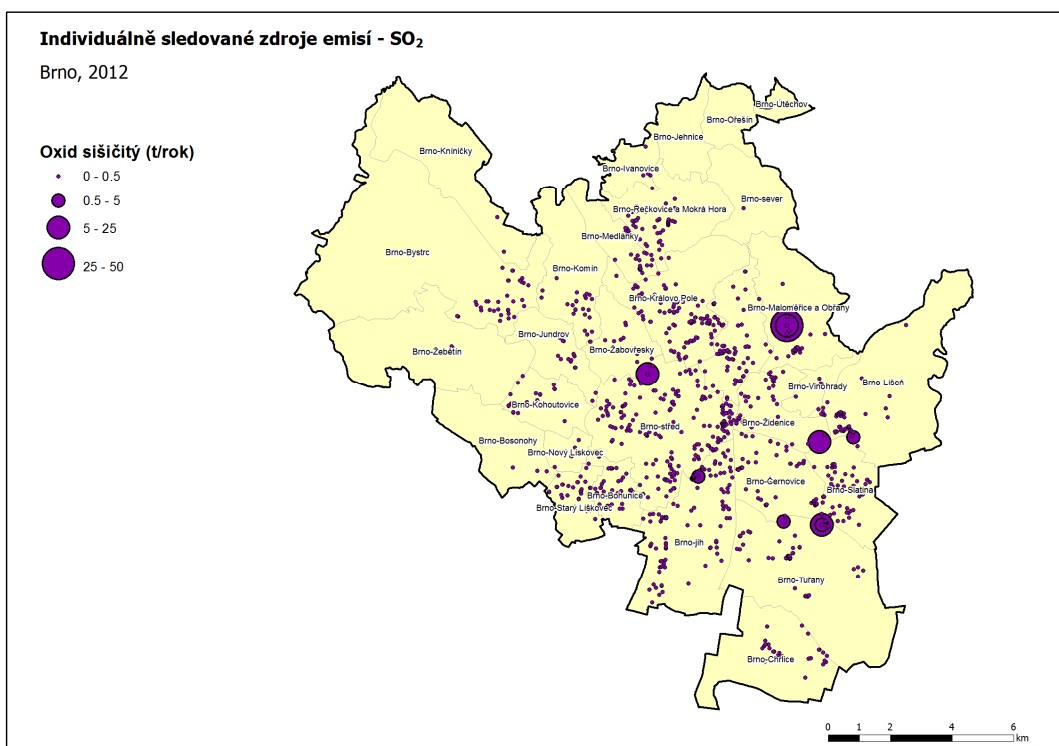 Individuálně sledované zdroje emisí - SO₂
Brno, 2012
Oxid sišičitý (t/rok)
0 - 0.5
0.5 - 5
5 - 25
25 - 50
Brno-Útěchov
Brno-Ořešín
Brno-Jehnice
Brno-Kníničky
Brno-Ivanovice
Brno-sever
Brno-Řečkovice a Mokrá Hora
Brno-Medlánky
Brno-Bystrc
Brno-Komín
Brno-Královo Pole
Brno-Maloměřice a Obřany
Brno-Jundrov
Brno-Žebětín
Brno-Žabovřesky
Brno-Vinohrady
Brno Líšeň
Brno-Kohoutovice
Brno-střed
Brno-Židenice
Brno-Bosonohy
Brno-Nový Lískovec
Brno-Černovice
Brno-Slatina
Brno-Bohunice
Brno-Starý Lískovec
Brno-jih
Brno-Tuřany
Brno-Chrlice
0 1 2 4 6
km